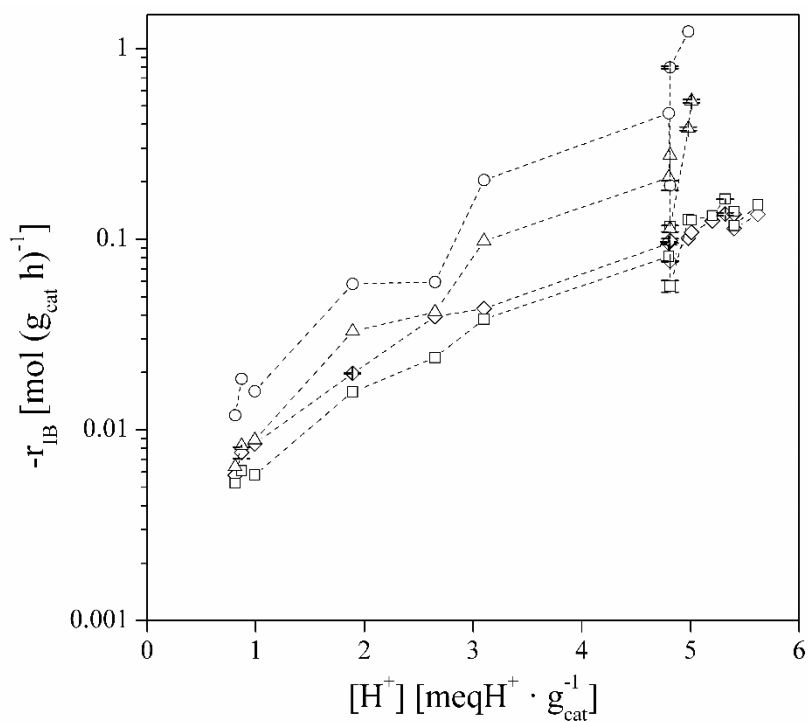 1
0.1
0.01
0.001
-r_IB [mol (g_cat h)^-1]
0 1 2 3 4 5 6
[H^+] [meqH^+ · g_cat^-1]